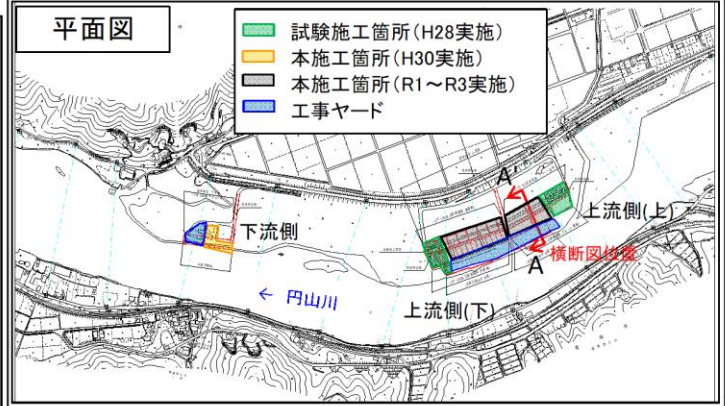 平面図
試験施工箇所(H28実施)
本施工箇所(H30実施)
本施工箇所(R1～R3実施)
工事ヤード
A'
上流側(上)
下流側
A
横断図位置
← 円山川
上流側(下)